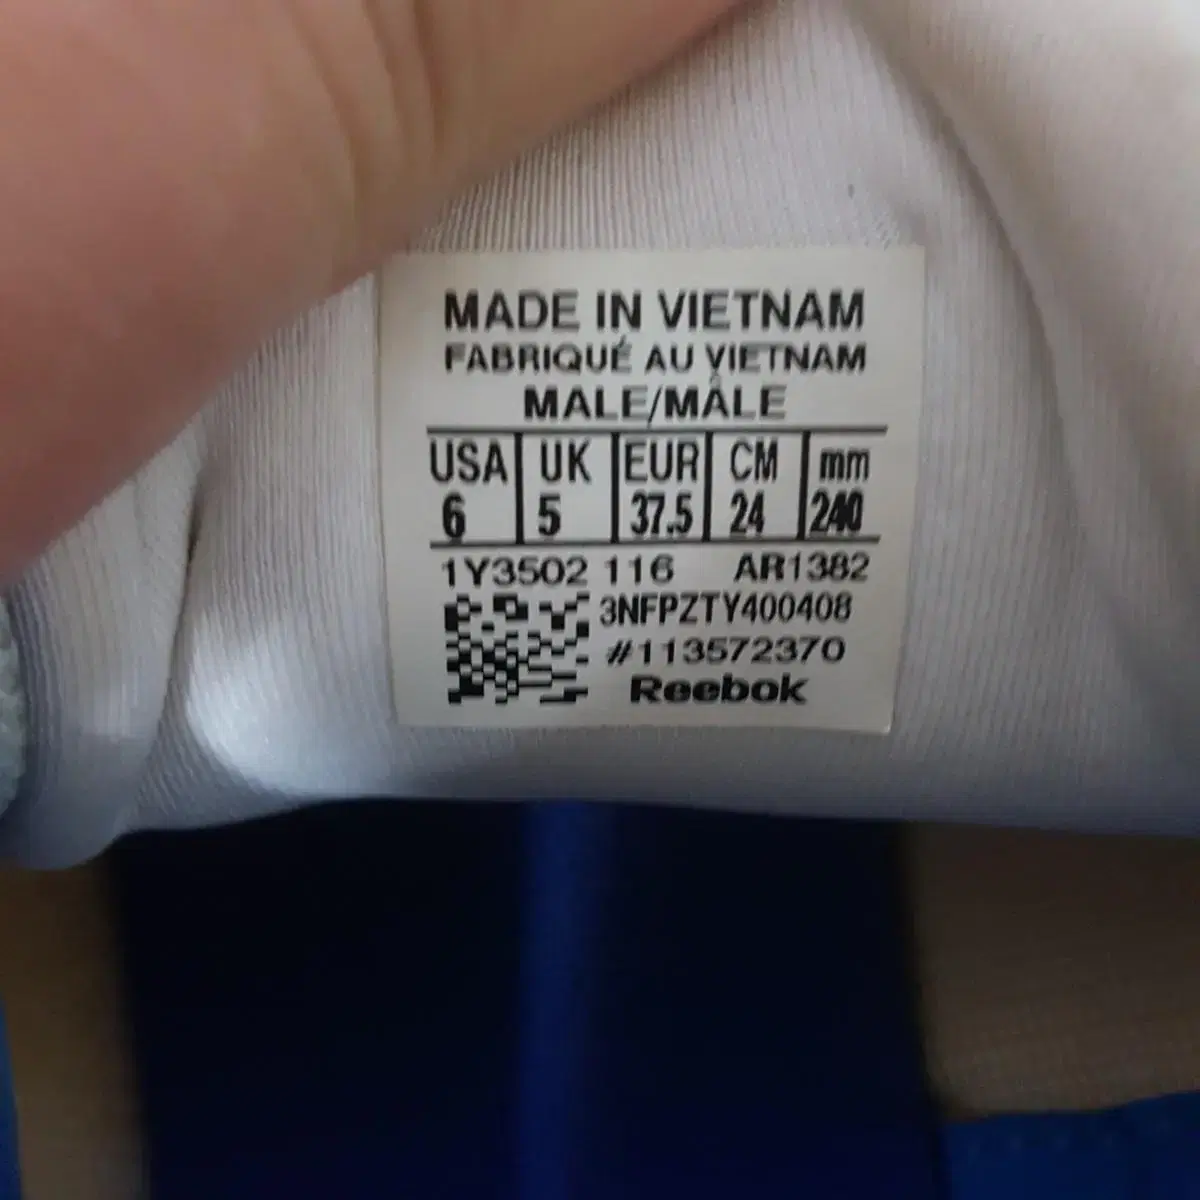 MADE IN VIETNAM
FABRIQUÉ AU VIETNAM
MALE/MÂLE
USA UK EUR CM mm
6 5 37.5 24 240
1Y3502 116 AR1382
3NFPZTY400408
#113572370
Reebok